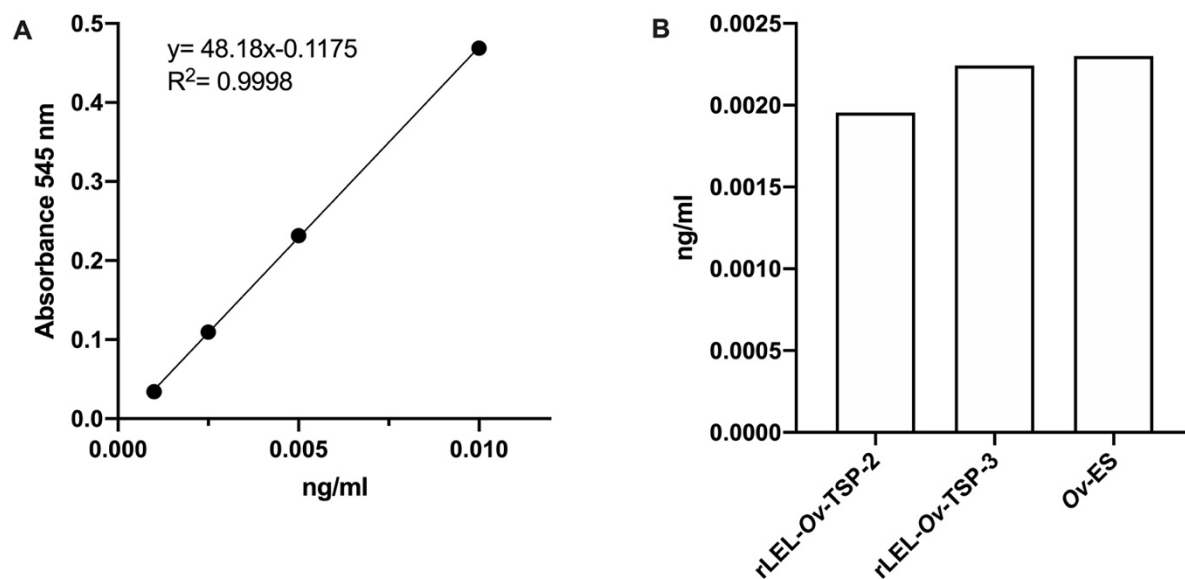 A
y= 48.18x-0.1175
R²= 0.9998
Absorbance 545 nm
0.5
0.4
0.3
0.2
0.1
0.0
0.000 0.005 0.010
ng/ml
B
ng/ml
0.0025
0.0020
0.0015
0.0010
0.0005
0.0000
rLEL-Ov-TSP-2
rLEL-Ov-TSP-3
Ov-ES